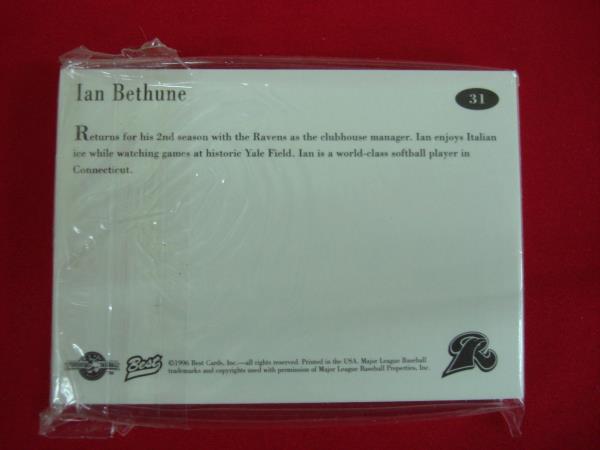 Ian Bethune
31
Returns for his 2nd season with the Ravens as the clubhouse manager. Ian enjoys Italian
ice while watching games at historic Yale Field. Ian is a world-class softball player in
Connecticut.
Best
©1996 Best Cards, Inc.—all rights reserved. Printed in the USA. Major League Baseball
trademarks and copyrights used with permission of Major League Baseball Properties, Inc.
R